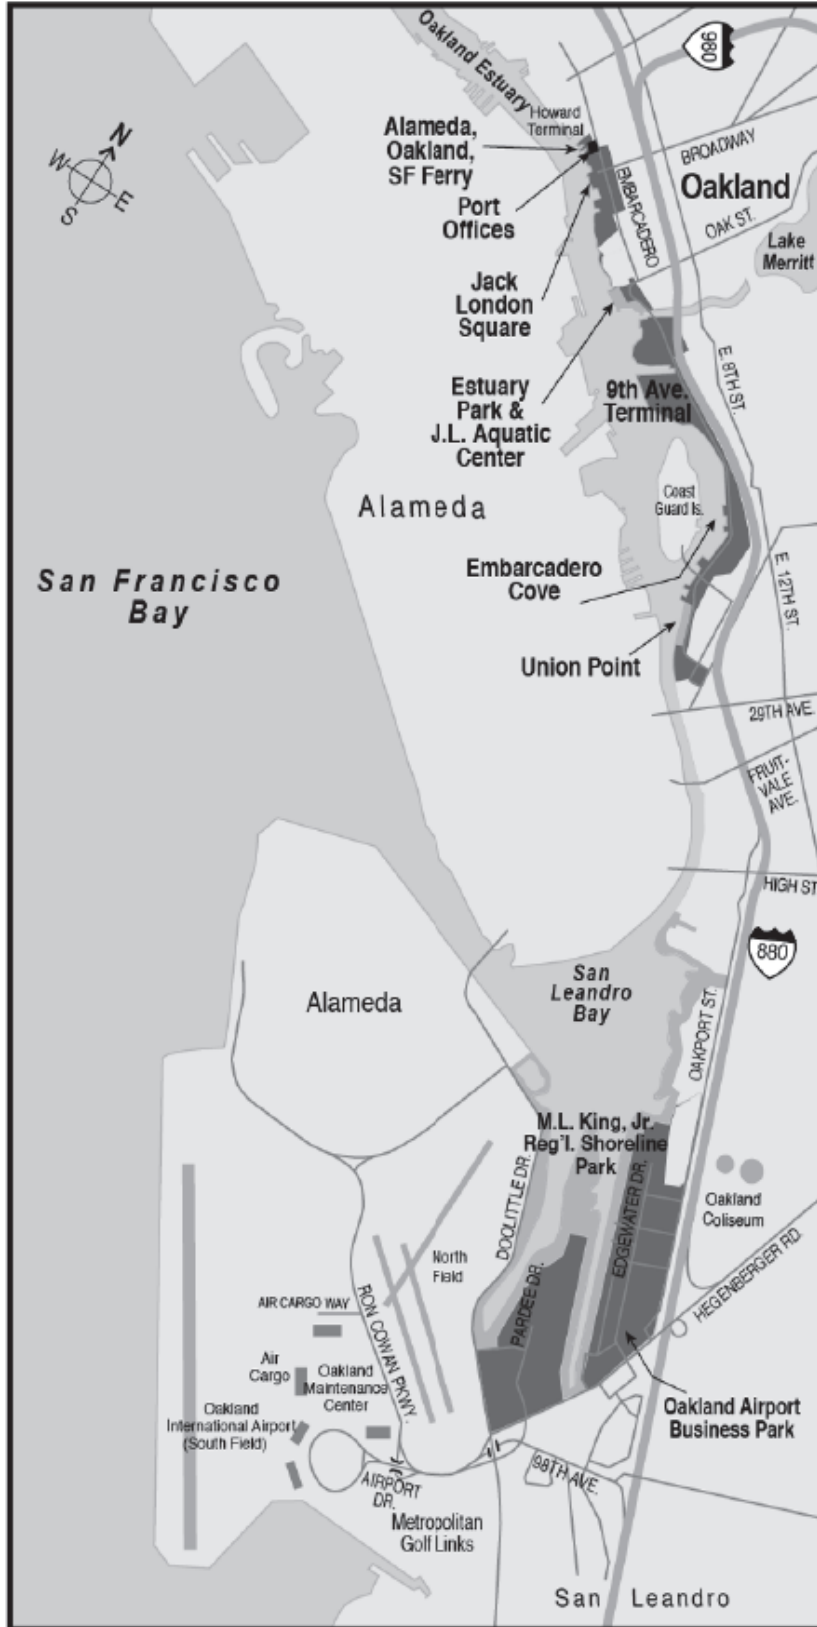 Oakland Estuary
980
Howard
Terminal
Alameda,
Oakland,
SF Ferry
BROADWAY
EMBARCADERO
Oakland
Port
Offices
OAK ST.
Lake
Merritt
N
W
E
S
Jack
London
Square
E. 8TH ST.
Estuary
Park &
J.L. Aquatic
Center
9th Ave.
Terminal
Coast
Guard Is.
Alameda
San Francisco
Bay
Embarcadero
Cove
E. 12TH ST.
Union Point
29TH AVE.
FRUIT-
VALE
AVE.
HIGH ST
880
San
Leandro
Bay
Alameda
OAKPORT ST.
M.L. King, Jr.
Reg'l. Shoreline
Park
DOOLITTLE DR.
EDGEWATER DR.
Oakland
Coliseum
North
Field
PARDEE DR.
HEGENBERGER RD.
AIR CARGO WAY
RON COWAN PKWY.
Air
Cargo
Oakland
Maintenance
Center
Oakland
International Airport
(South Field)
Oakland Airport
Business Park
98TH AVE.
AIRPORT
DR.
Metropolitan
Golf Links
San Leandro